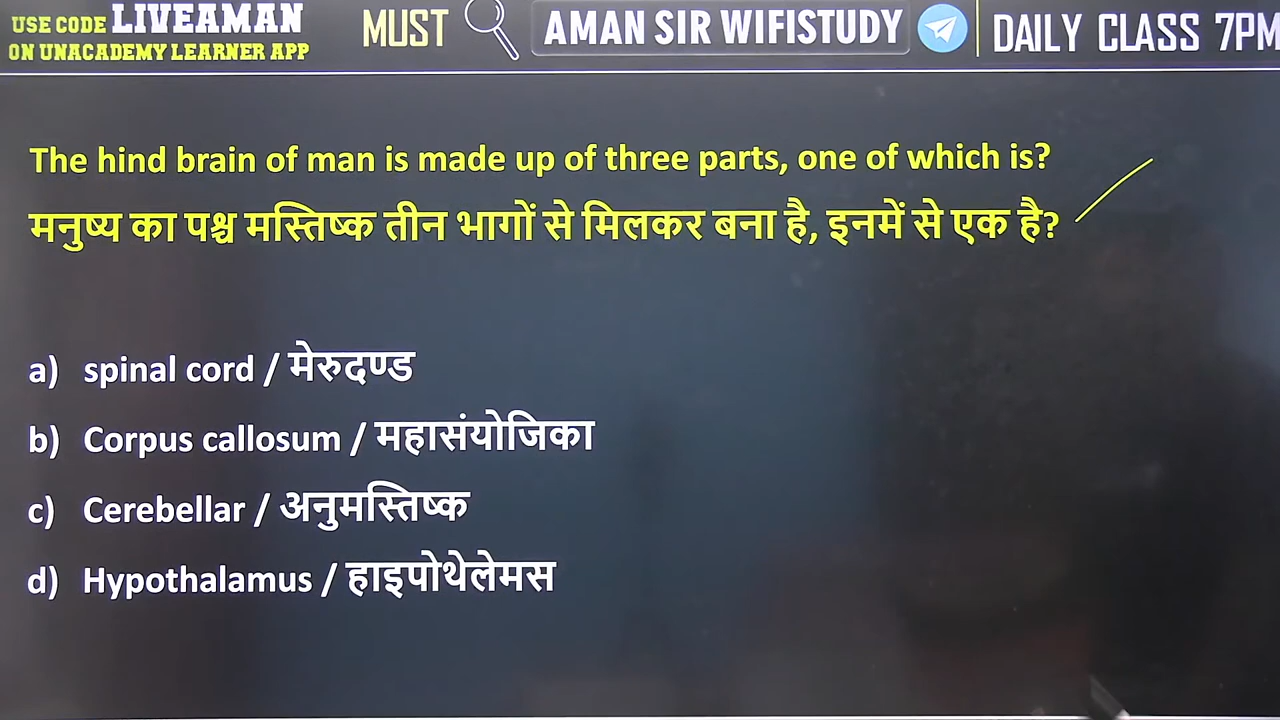 USE CODE LIVEAMAN
ON UNACADEMY LEARNER APP
MUST
AMAN SIR WIFISTUDY
DAILY CLASS 7PM
The hind brain of man is made up of three parts, one of which is?
मनुष्य का पश्च मस्तिष्क तीन भागों से मिलकर बना है, इनमें से एक है?
a) spinal cord / मेरुदण्ड
b) Corpus callosum / महासंयोजिका
c) Cerebellar / अनुमस्तिष्क
d) Hypothalamus / हाइपोथेलेमस